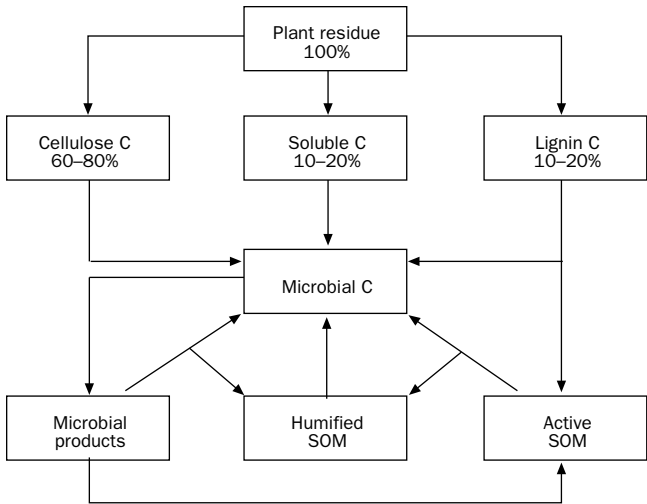 Plant residue
100%
Cellulose C
60–80%
Soluble C
10–20%
Lignin C
10–20%
Microbial C
Microbial
products
Humified
SOM
Active
SOM